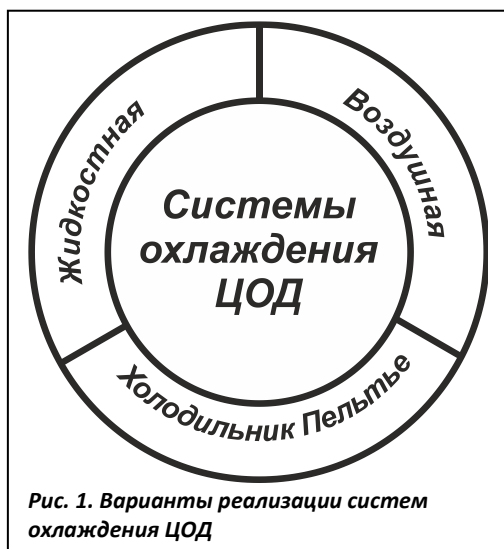 Жидкостная
Воздушная
Системы
охлаждения
ЦОД
Холодильник Пельтье
Рис. 1. Варианты реализации систем
охлаждения ЦОД